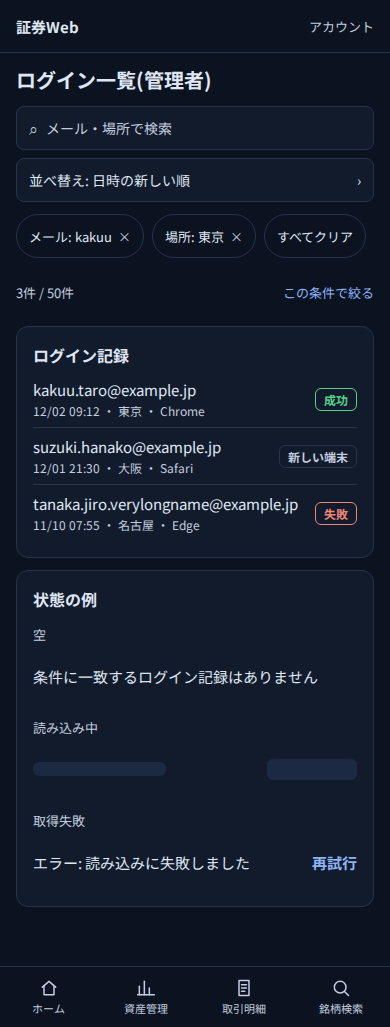 証券Web
アカウント
ログイン一覧(管理者)
メール・場所で検索
並べ替え: 日時の新しい順 ›
メール: kakuu ×
場所: 東京 ×
すべてクリア
3件 / 50件
この条件で絞る
ログイン記録
kakuu.taro@example.jp
12/02 09:12 ・ 東京 ・ Chrome
成功
suzuki.hanako@example.jp
12/01 21:30 ・ 大阪 ・ Safari
新しい端末
tanaka.jiro.verylongname@example.jp
11/10 07:55 ・ 名古屋 ・ Edge
失敗
状態の例
空
条件に一致するログイン記録はありません
読み込み中
取得失敗
エラー: 読み込みに失敗しました
再試行
ホーム
資産管理
取引明細
銘柄検索